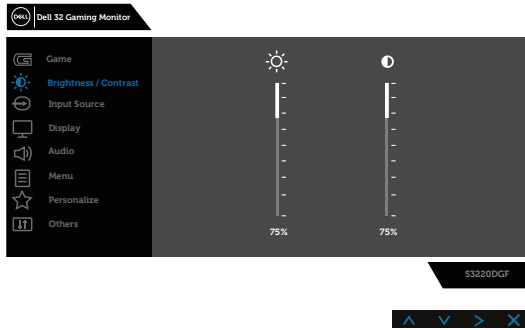 DELL
Dell 32 Gaming Monitor
Game
Brightness / Contrast
Input Source
Display
Audio
Menu
Personalize
Others
75% 75%
S3220DGF